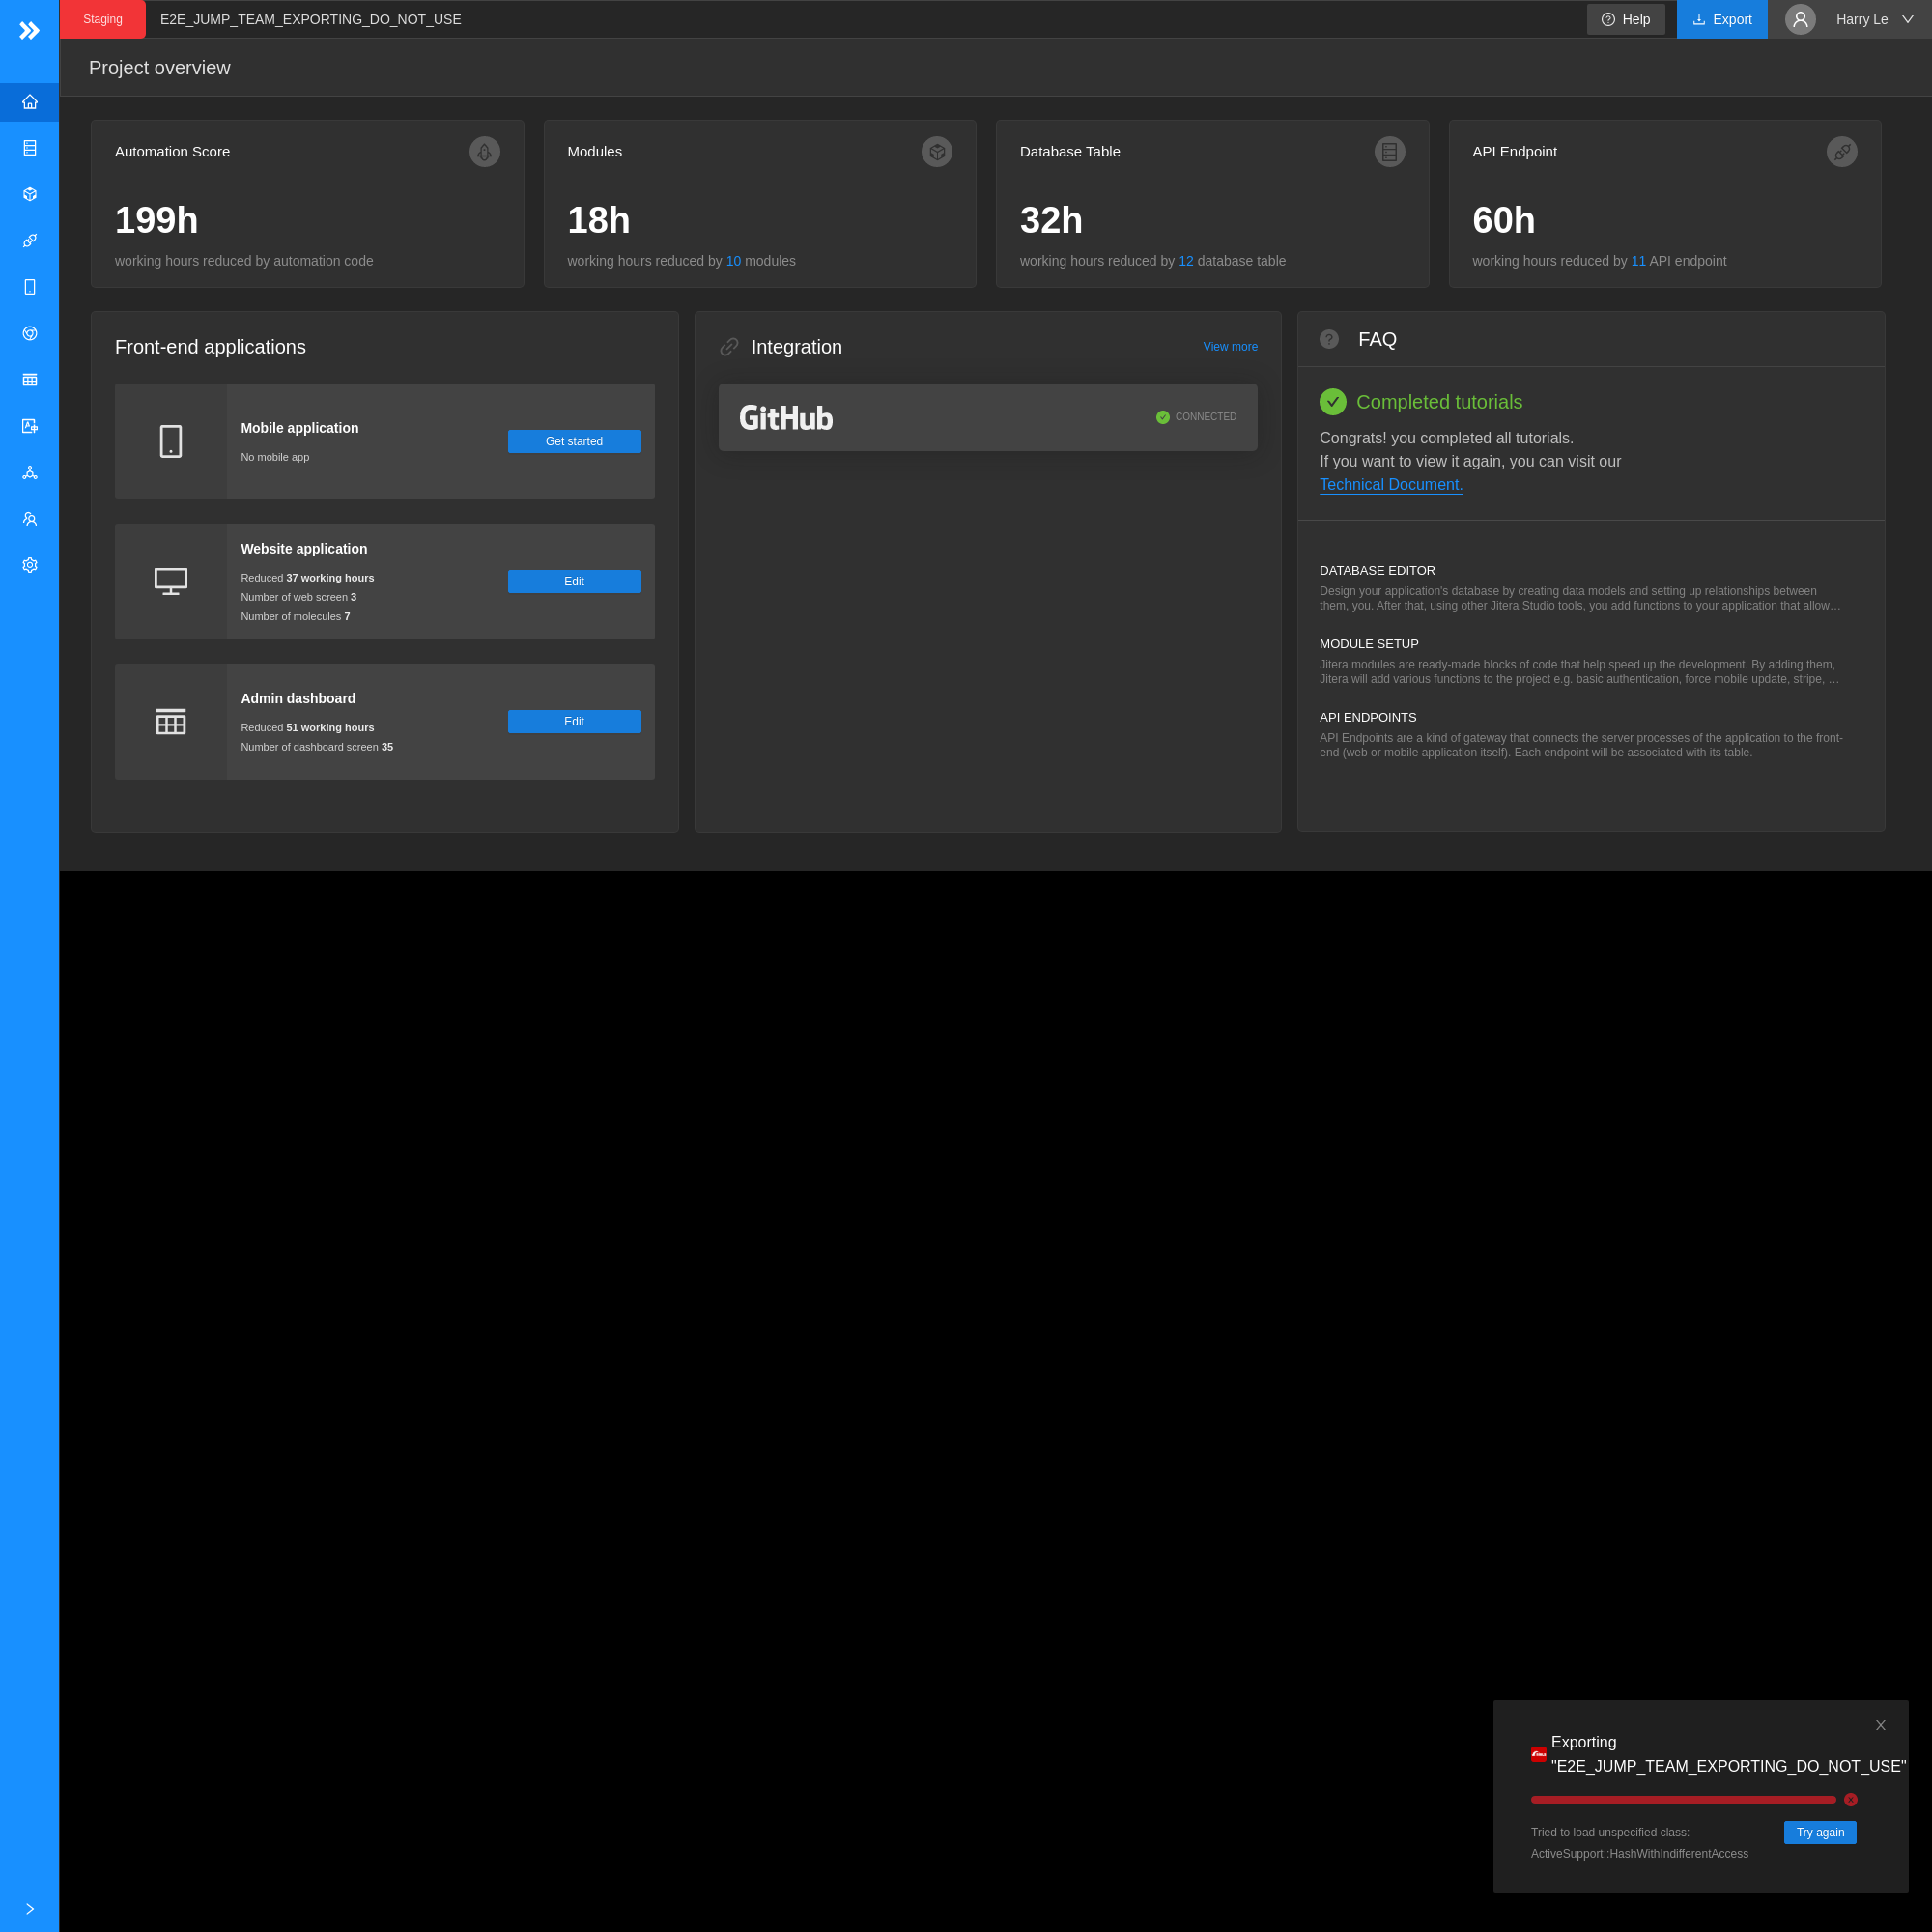 Staging
E2E_JUMP_TEAM_EXPORTING_DO_NOT_USE
Help
Export
Harry Le
Project overview
Automation Score
199h
working hours reduced by automation code
Modules
18h
working hours reduced by 10 modules
Database Table
32h
working hours reduced by 12 database table
API Endpoint
60h
working hours reduced by 11 API endpoint
Front-end applications
Mobile application
No mobile app
Get started
Website application
Reduced 37 working hours
Number of web screen 3
Number of molecules 7
Edit
Admin dashboard
Reduced 51 working hours
Number of dashboard screen 35
Edit
Integration
View more
GitHub
CONNECTED
FAQ
Completed tutorials
Congrats! you completed all tutorials.
If you want to view it again, you can visit our
Technical Document.
DATABASE EDITOR
Design your application's database by creating data models and setting up relationships between
them, you. After that, using other Jitera Studio tools, you add functions to your application that allow…
MODULE SETUP
Jitera modules are ready-made blocks of code that help speed up the development. By adding them,
Jitera will add various functions to the project e.g. basic authentication, force mobile update, stripe, …
API ENDPOINTS
API Endpoints are a kind of gateway that connects the server processes of the application to the front-
end (web or mobile application itself). Each endpoint will be associated with its table.
Exporting
"E2E_JUMP_TEAM_EXPORTING_DO_NOT_USE"
Tried to load unspecified class:
ActiveSupport::HashWithIndifferentAccess
Try again